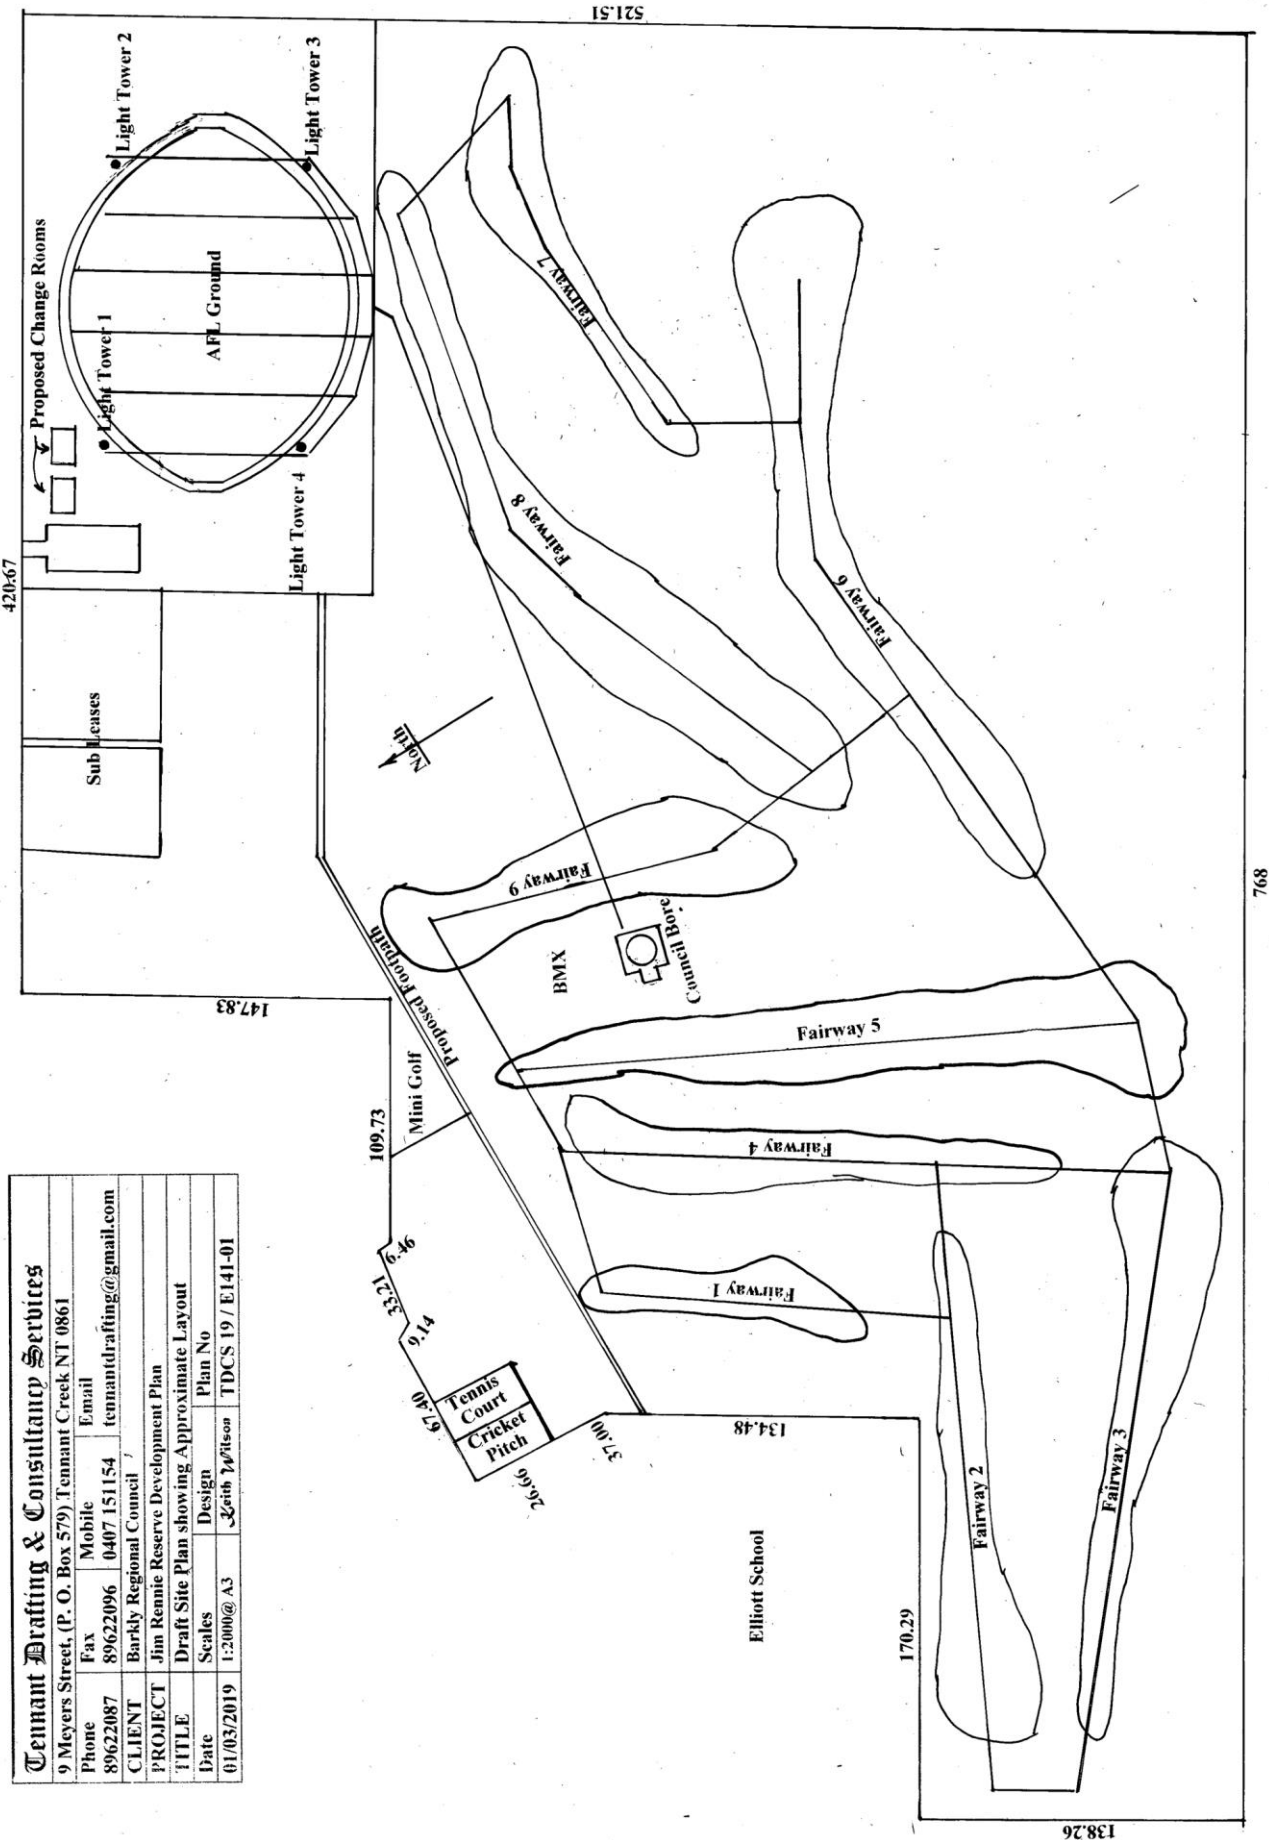 Tennant Drafting & Consultancy Services
9 Meyers Street, (P. O. Box 579) Tennant Creek NT 0861
Phone Fax Mobile Email
89622087 89622096 0407 151154 tennantdrafting@gmail.com
CLIENT Barkly Regional Council
PROJECT Jim Rennie Reserve Development Plan
TITLE Draft Site Plan showing Approximate Layout
Date Scales Design Plan No
01/03/2019 1:2000@ A3 Keith Wilson TDCS 19 / E141-01
420.67
521.51
768
138.26
170.29
134.48
37.00
26.66
67.40
9.14
33.21
6.46
109.73
147.83
Proposed Change Rooms
Light Tower 1
Light Tower 2
Light Tower 3
Light Tower 4
AFL Ground
Sub Leases
North
Proposed Footpath
Mini Golf
Tennis
Court
Cricket
Pitch
Elliott School
BMX
Council Bore
Fairway 1
Fairway 2
Fairway 3
Fairway 4
Fairway 5
Fairway 6
Fairway 7
Fairway 8
Fairway 9